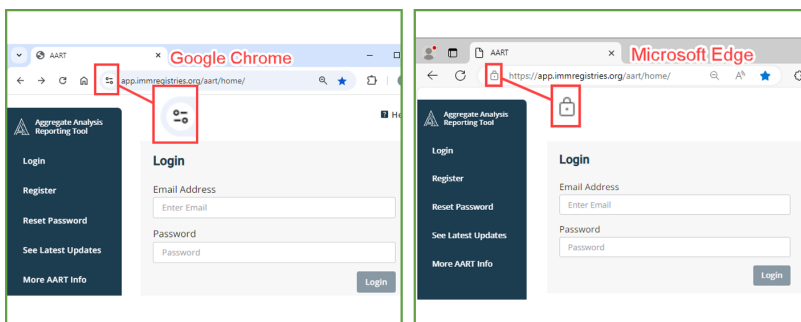 AART
Google Chrome
app.immregistries.org/aart/home/
Aggregate Analysis
Reporting Tool
Login
Register
Reset Password
See Latest Updates
More AART Info
Login
Email Address
Enter Email
Password
Password
Login
AART
Microsoft Edge
https://app.immregistries.org/aart/home/
Aggregate Analysis
Reporting Tool
Login
Register
Reset Password
See Latest Updates
More AART Info
Login
Email Address
Enter Email
Password
Password
Login